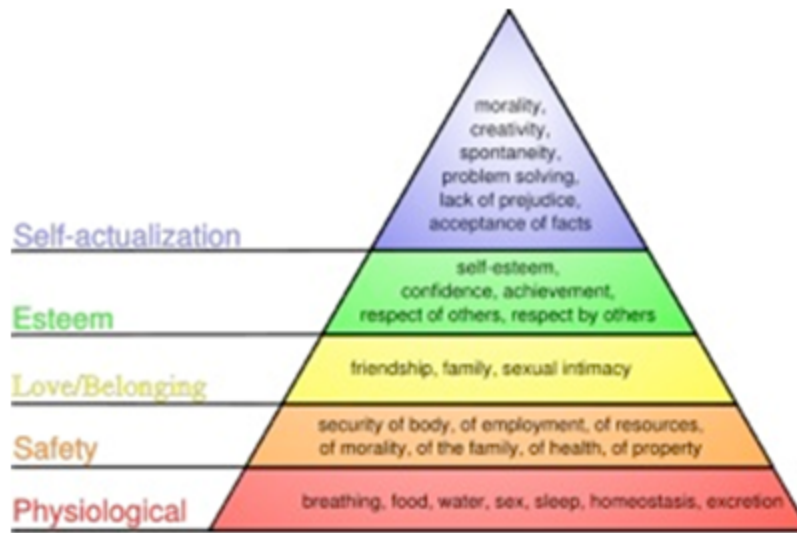 morality,
creativity,
spontaneity,
problem solving,
lack of prejudice,
acceptance of facts
Self-actualization
self-esteem,
confidence, achievement,
respect of others, respect by others
Esteem
friendship, family, sexual intimacy
Love/Belonging
security of body, of employment, of resources,
of morality, of the family, of health, of property
Safety
breathing, food, water, sex, sleep, homeostasis, excretion
Physiological